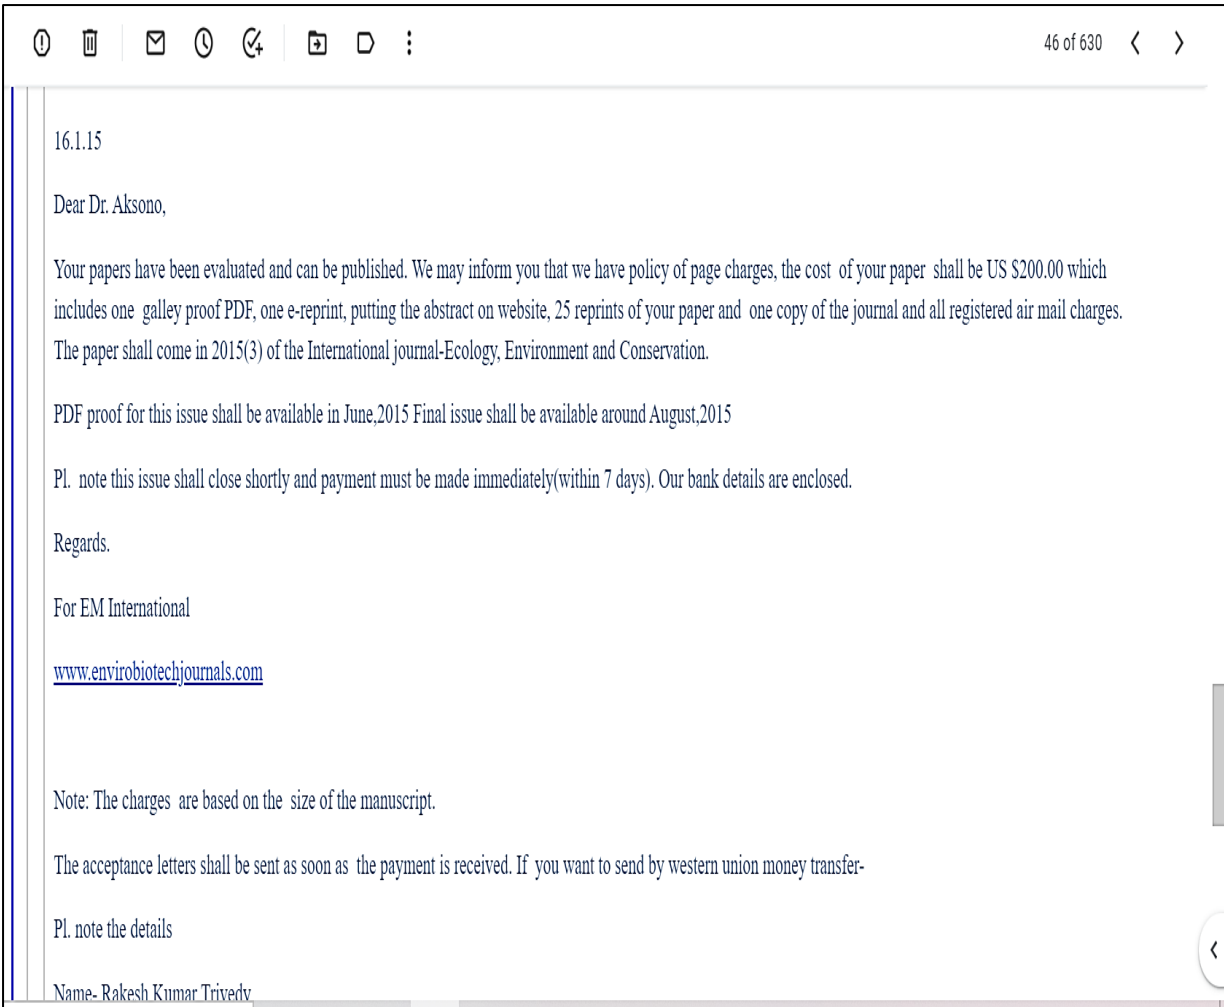 46 of 630
16.1.15
Dear Dr. Aksono,
Your papers have been evaluated and can be published. We may inform you that we have policy of page charges, the cost of your paper shall be US $200.00 which
includes one galley proof PDF, one e-reprint, putting the abstract on website, 25 reprints of your paper and one copy of the journal and all registered air mail charges.
The paper shall come in 2015(3) of the International journal-Ecology, Environment and Conservation.
PDF proof for this issue shall be available in June,2015 Final issue shall be available around August,2015
Pl. note this issue shall close shortly and payment must be made immediately(within 7 days). Our bank details are enclosed.
Regards.
For EM International
www.envirobiotechjournals.com
Note: The charges are based on the size of the manuscript.
The acceptance letters shall be sent as soon as the payment is received. If you want to send by western union money transfer-
Pl. note the details
Name- Rakesh Kumar Trivedy